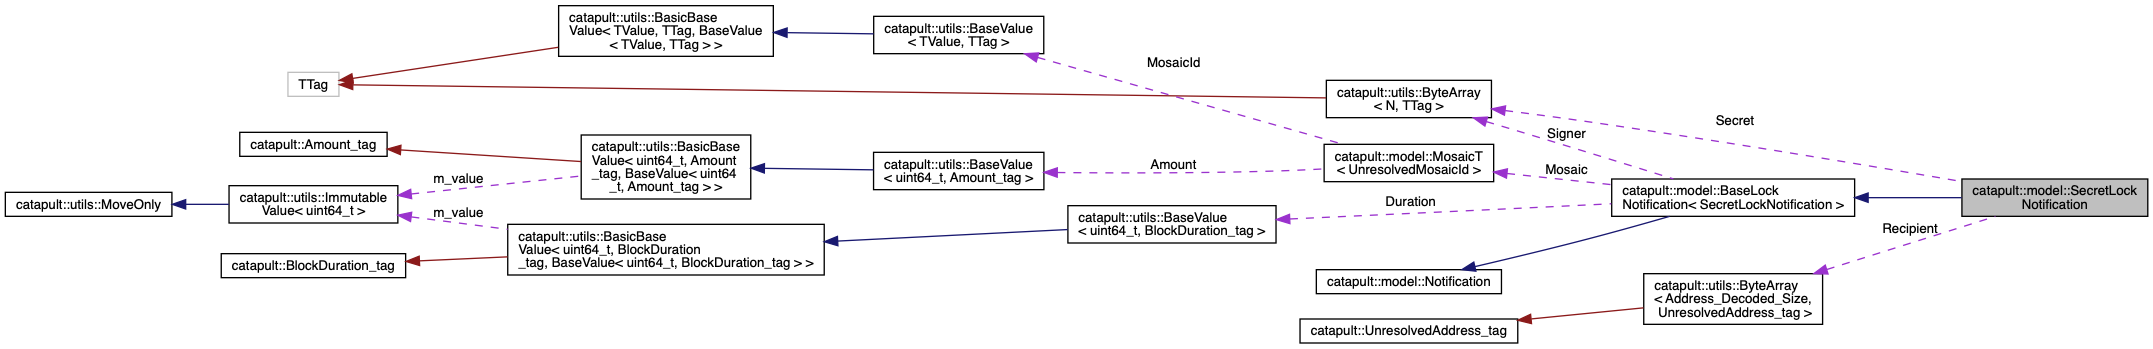 catapult::utils::BasicBase
Value< TValue, TTag, BaseValue
< TValue, TTag > >
catapult::utils::BaseValue
< TValue, TTag >
MosaicId
TTag
catapult::utils::ByteArray
< N, TTag >
Secret
Signer
catapult::Amount_tag
catapult::utils::BasicBase
Value< uint64_t, Amount
_tag, BaseValue< uint64
_t, Amount_tag > >
catapult::utils::BaseValue
< uint64_t, Amount_tag >
Amount
catapult::model::MosaicT
< UnresolvedMosaicId >
Mosaic
m_value
catapult::utils::MoveOnly
catapult::utils::Immutable
Value< uint64_t >
m_value
Duration
catapult::model::BaseLock
Notification< SecretLockNotification >
catapult::model::SecretLock
Notification
catapult::utils::BaseValue
< uint64_t, BlockDuration_tag >
Recipient
catapult::utils::BasicBase
Value< uint64_t, BlockDuration
_tag, BaseValue< uint64_t, BlockDuration_tag > >
catapult::BlockDuration_tag
catapult::model::Notification
catapult::utils::ByteArray
< Address_Decoded_Size,
UnresolvedAddress_tag >
catapult::UnresolvedAddress_tag